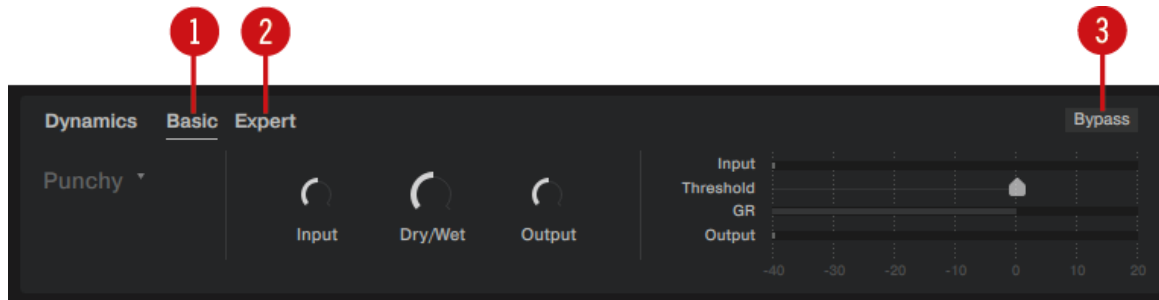 1 2 3
Dynamics Basic Expert Bypass
Punchy
Input
Threshold
GR
Output
Input Dry/Wet Output
-40 -30 -20 -10 0 10 20